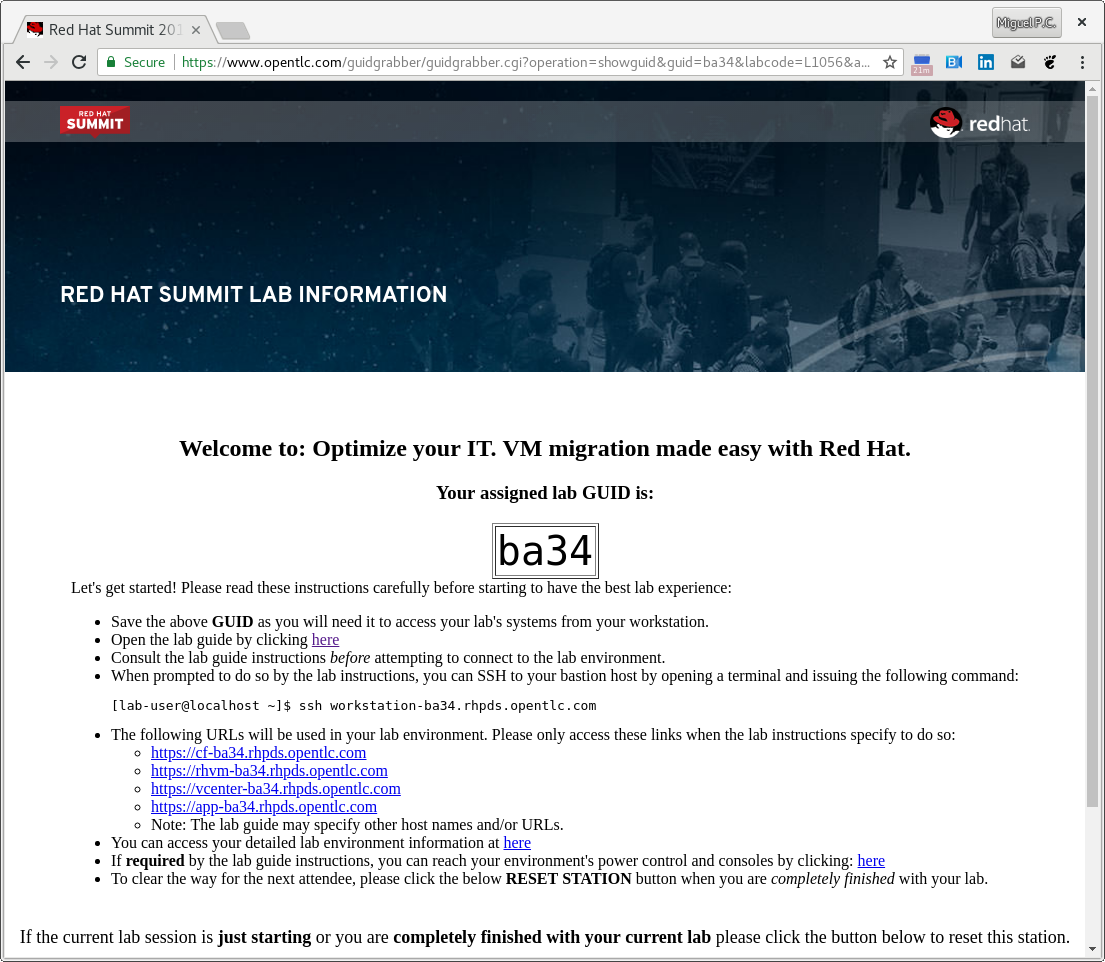 Red Hat Summit 201
Miguel P.C.
Secure
https://www.opentlc.com/guidgrabber/guidgrabber.cgi?operation=showguid&guid=ba34&labcode=L1056&a...
21m
RED HAT
SUMMIT
redhat.
RED HAT SUMMIT LAB INFORMATION
Welcome to: Optimize your IT. VM migration made easy with Red Hat.
Your assigned lab GUID is:
ba34
Let's get started! Please read these instructions carefully before starting to have the best lab experience:
• Save the above GUID as you will need it to access your lab's systems from your workstation.
• Open the lab guide by clicking here
• Consult the lab guide instructions before attempting to connect to the lab environment.
• When prompted to do so by the lab instructions, you can SSH to your bastion host by opening a terminal and issuing the following command:
[lab-user@localhost ~]$ ssh workstation-ba34.rhpds.opentlc.com
• The following URLs will be used in your lab environment. Please only access these links when the lab instructions specify to do so:
◦ https://cf-ba34.rhpds.opentlc.com
◦ https://rhvm-ba34.rhpds.opentlc.com
◦ https://vcenter-ba34.rhpds.opentlc.com
◦ https://app-ba34.rhpds.opentlc.com
◦ Note: The lab guide may specify other host names and/or URLs.
• You can access your detailed lab environment information at here
• If required by the lab guide instructions, you can reach your environment's power control and consoles by clicking: here
• To clear the way for the next attendee, please click the below RESET STATION button when you are completely finished with your lab.
If the current lab session is just starting or you are completely finished with your current lab please click the button below to reset this station.